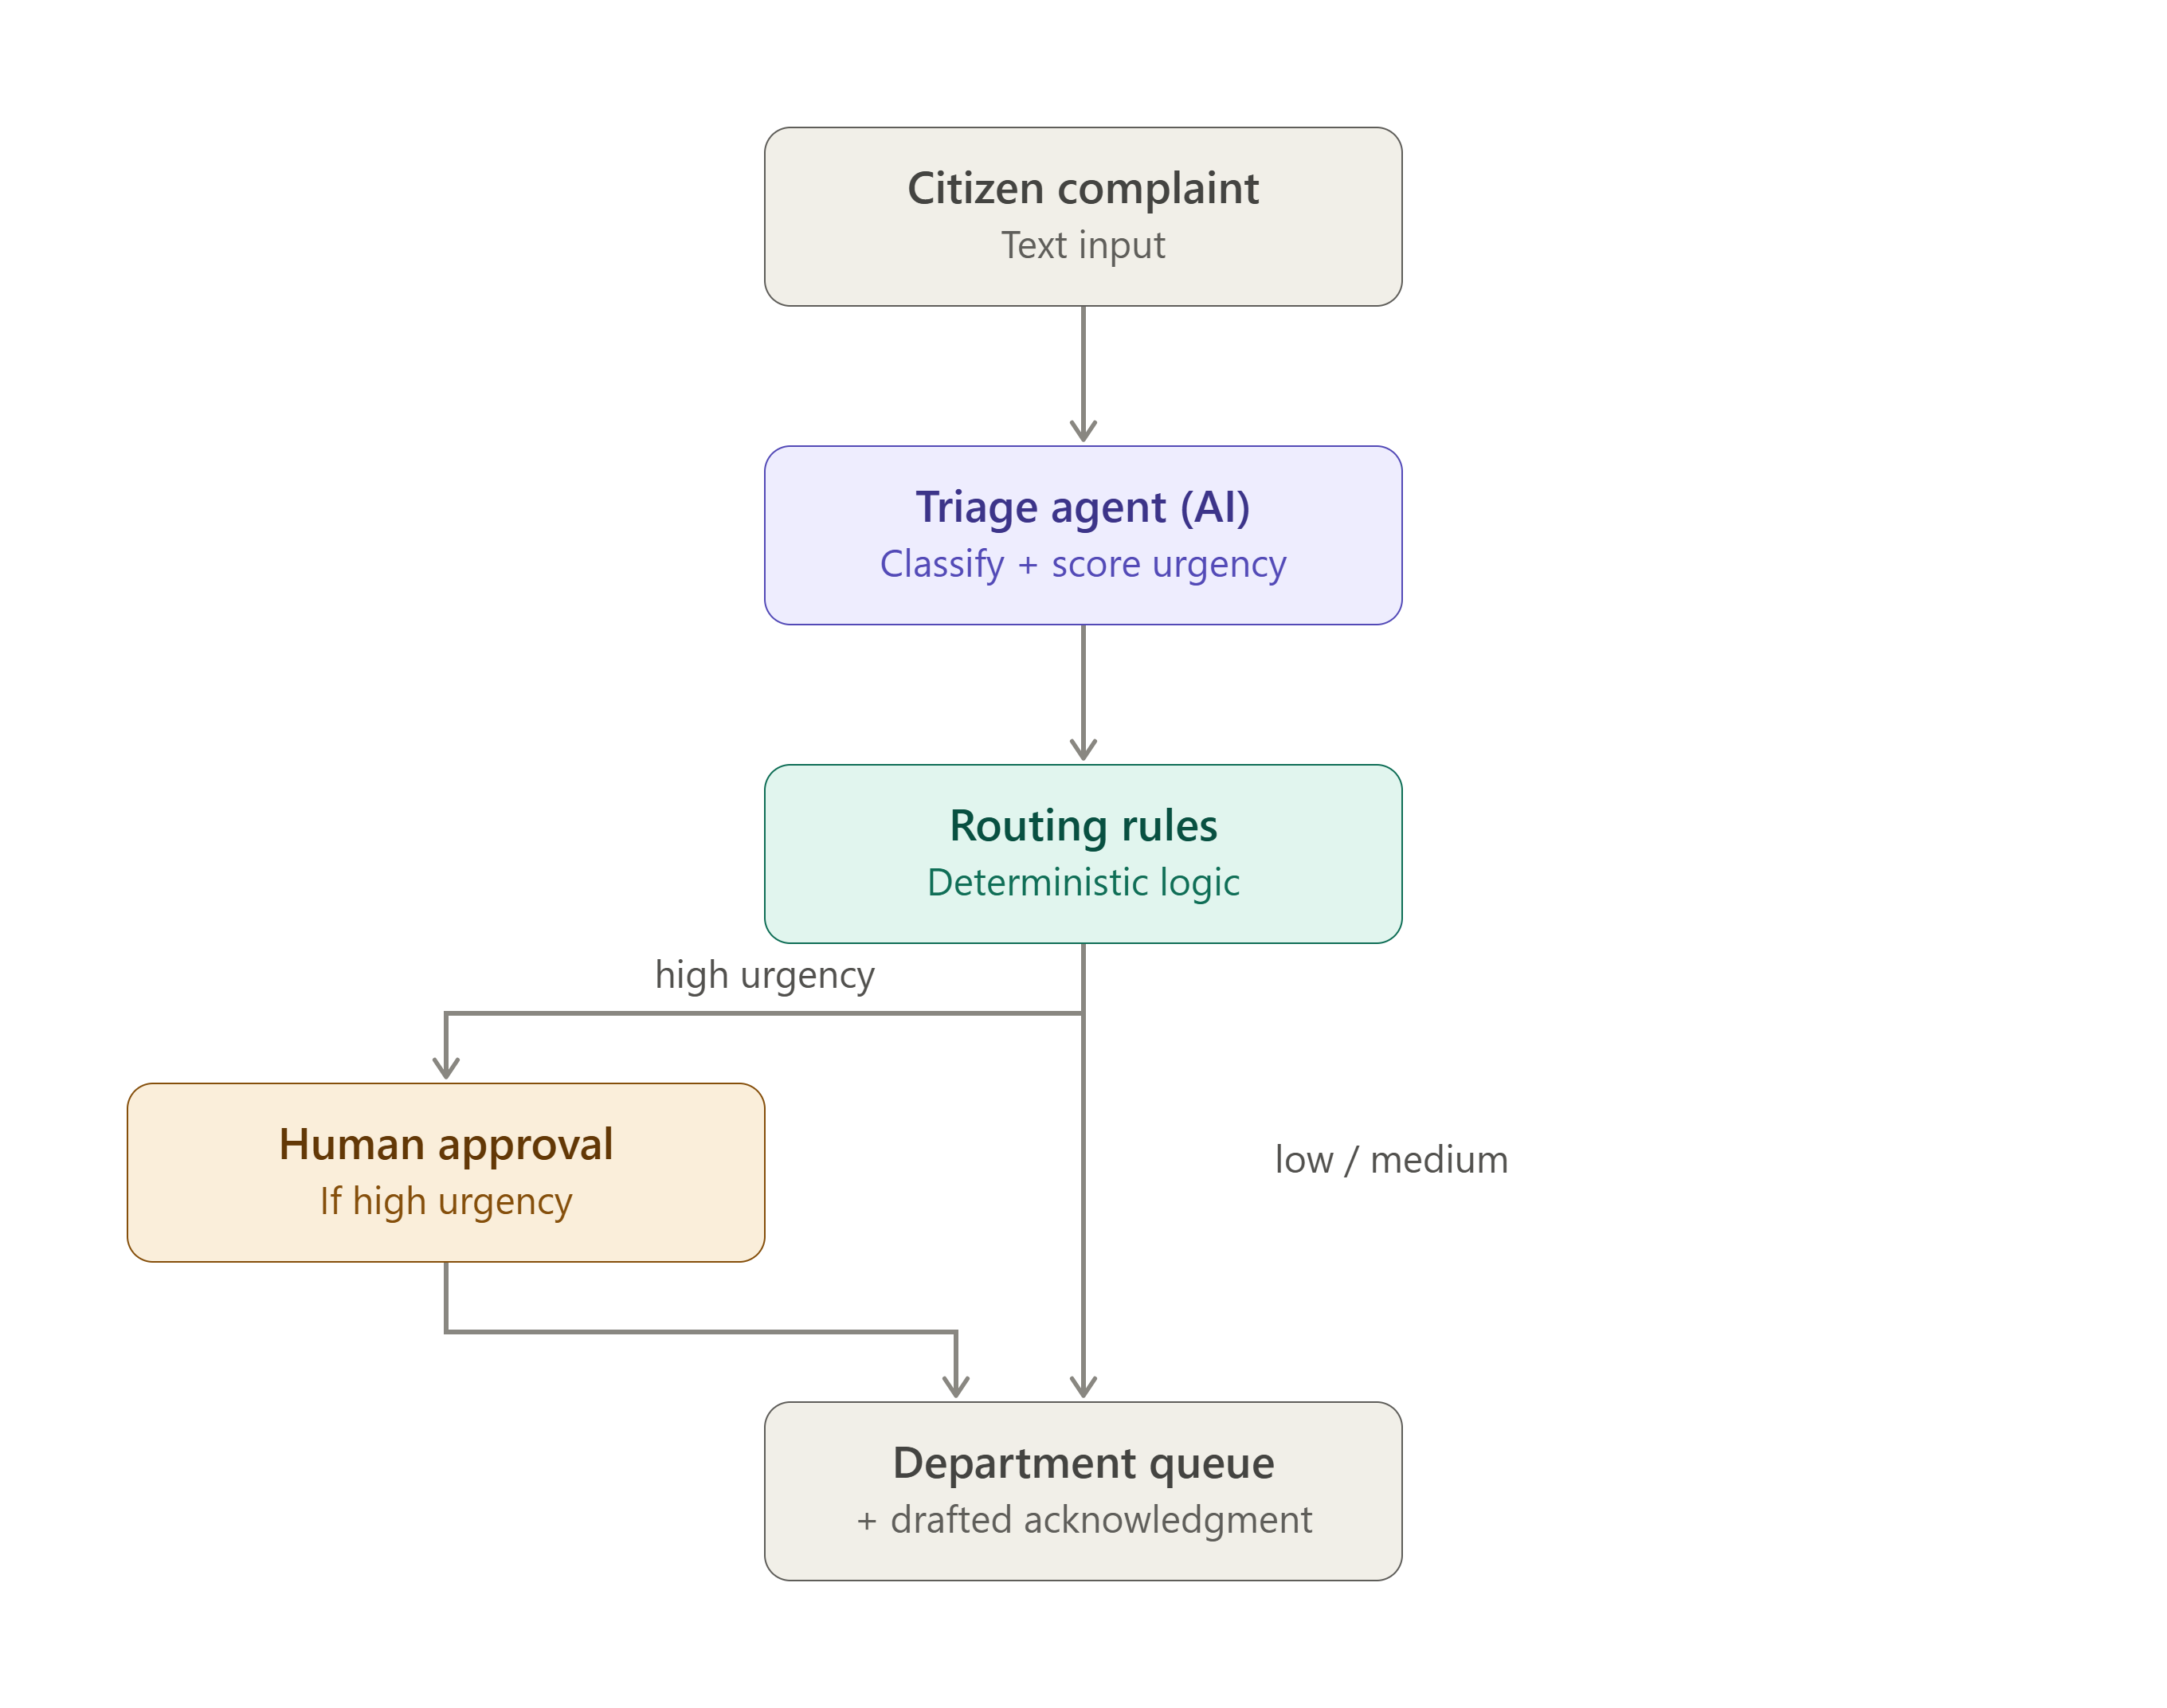 Citizen complaint
Text input
Triage agent (AI)
Classify + score urgency
Routing rules
Deterministic logic
high urgency
Human approval
If high urgency
low / medium
Department queue
+ drafted acknowledgment